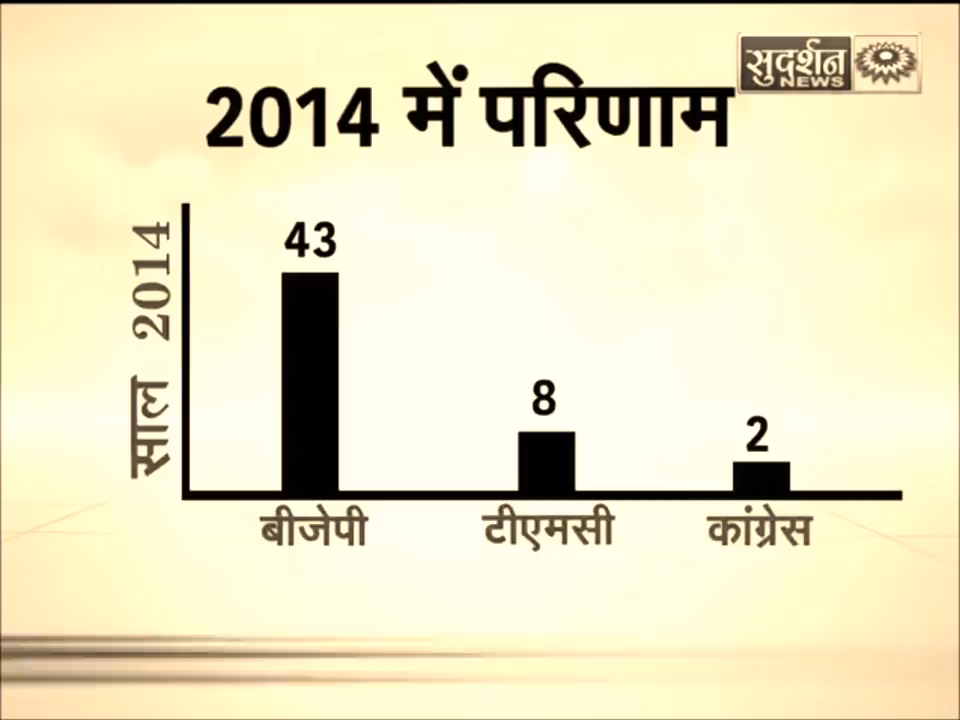 सुदर्शन
NEWS
2014 में परिणाम
साल 2014
43
8
2
बीजेपी
टीएमसी
कांग्रेस